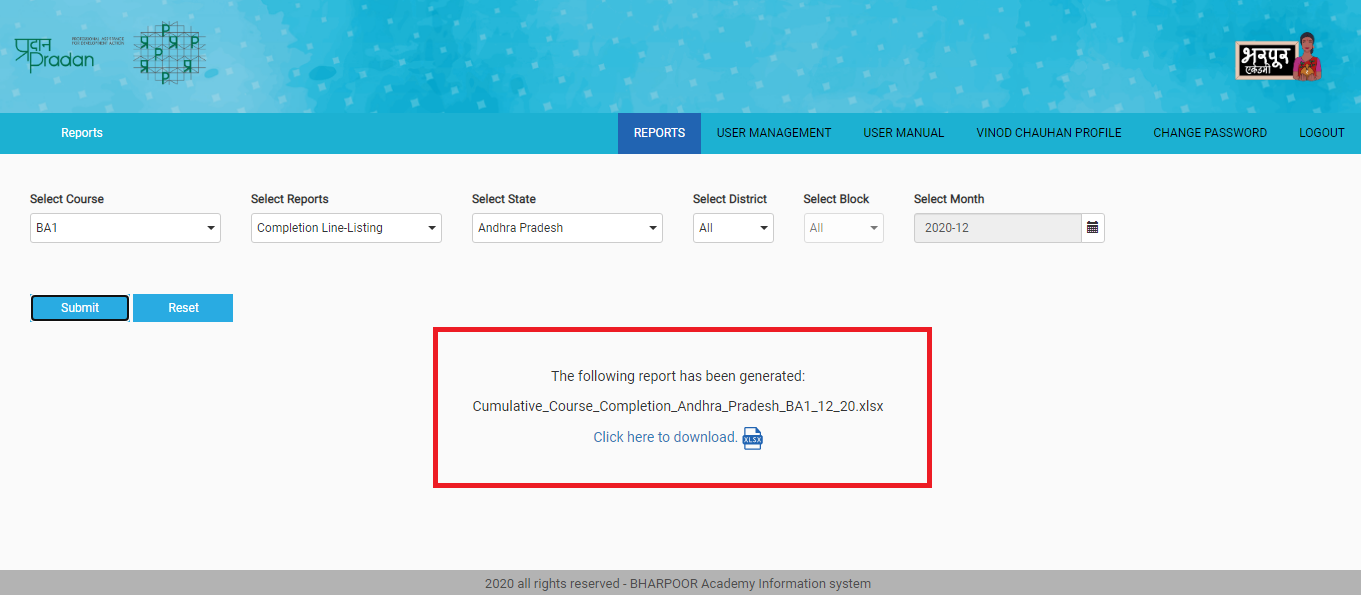 प्रदान
Pradan
PROFESSIONAL ASSISTANCE
FOR DEVELOPMENT ACTION
भरपूर
एकेडमी
Reports
REPORTS
USER MANAGEMENT
USER MANUAL
VINOD CHAUHAN PROFILE
CHANGE PASSWORD
LOGOUT
Select Course
Select Reports
Select State
Select District
Select Block
Select Month
BA1
Completion Line-Listing
Andhra Pradesh
All
All
2020-12
Submit
Reset
The following report has been generated:
Cumulative_Course_Completion_Andhra_Pradesh_BA1_12_20.xlsx
Click here to download. XLSX
2020 all rights reserved - BHARPOOR Academy Information system